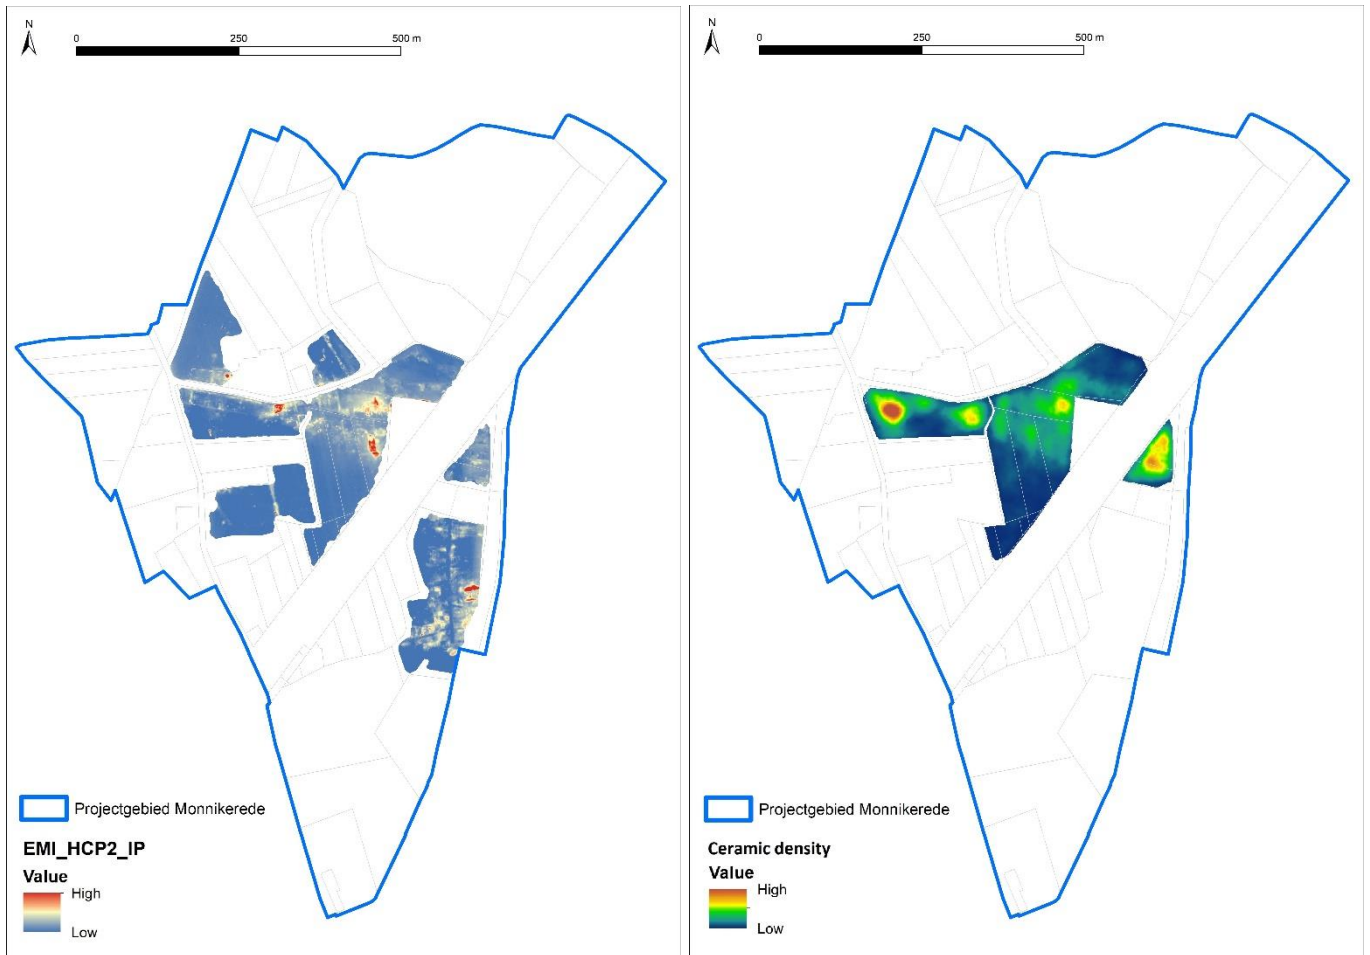 N
0 250 500 m
Projectgebied Monnikerede
EMI_HCP2_IP
Value
High
Low
N
0 250 500 m
Projectgebied Monnikerede
Ceramic density
Value
High
Low